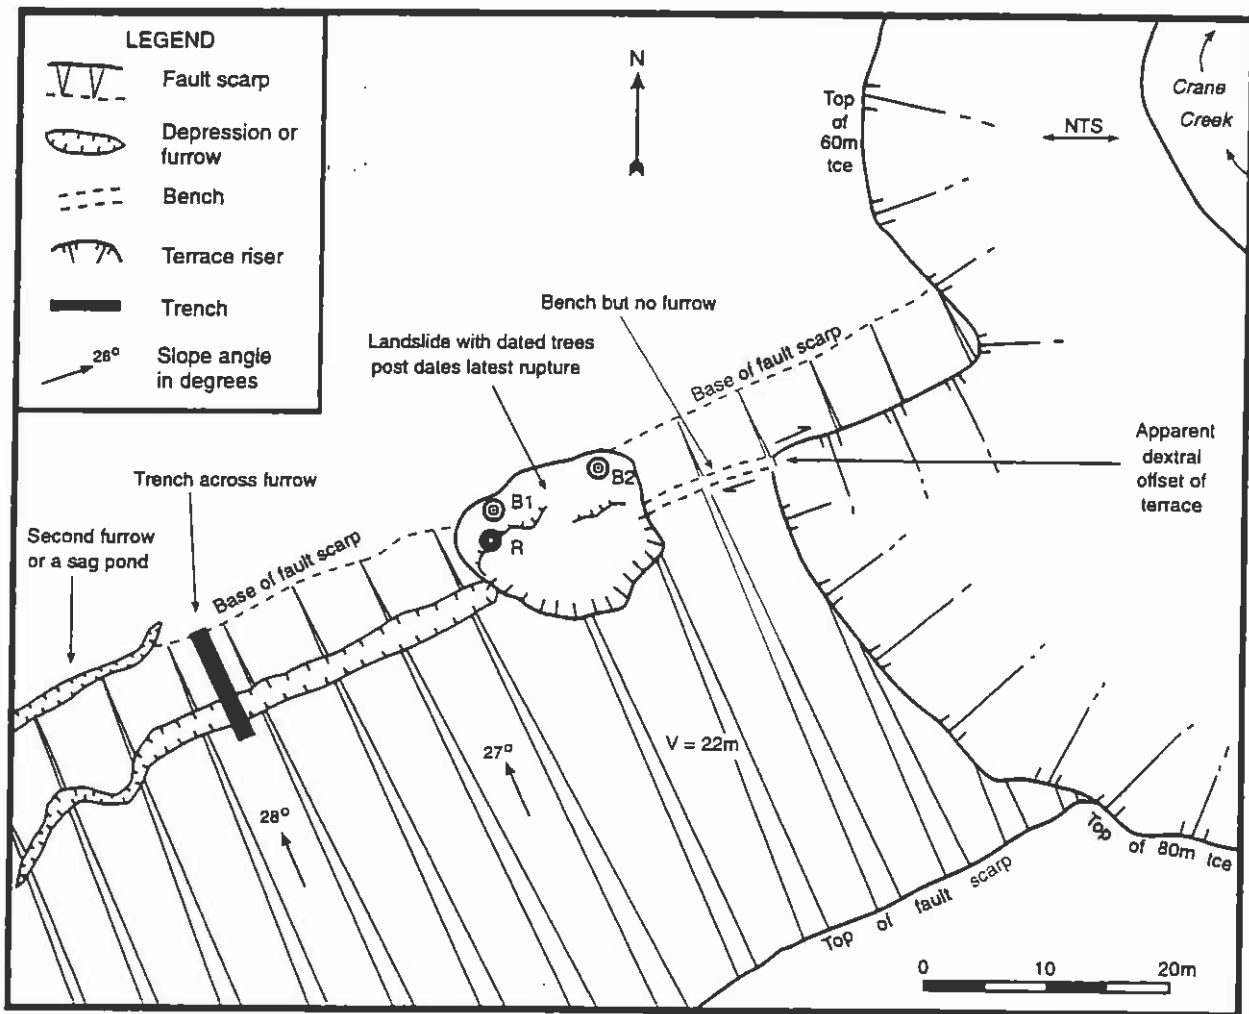 LEGEND
Fault scarp
Depression or
furrow
Bench
Terrace riser
Trench
26°
Slope angle
in degrees
N
Top
of
60m
tce
NTS
Crane
Creek
Bench but no furrow
Landslide with dated trees
post dates latest rupture
Base of fault scarp
Apparent
dextral
offset of
terrace
Trench across furrow
B1
B2
R
Second furrow
or a sag pond
Base of fault scarp
27°
28°
V = 22m
Top of 80m tce
Top of fault scarp
0 10 20m